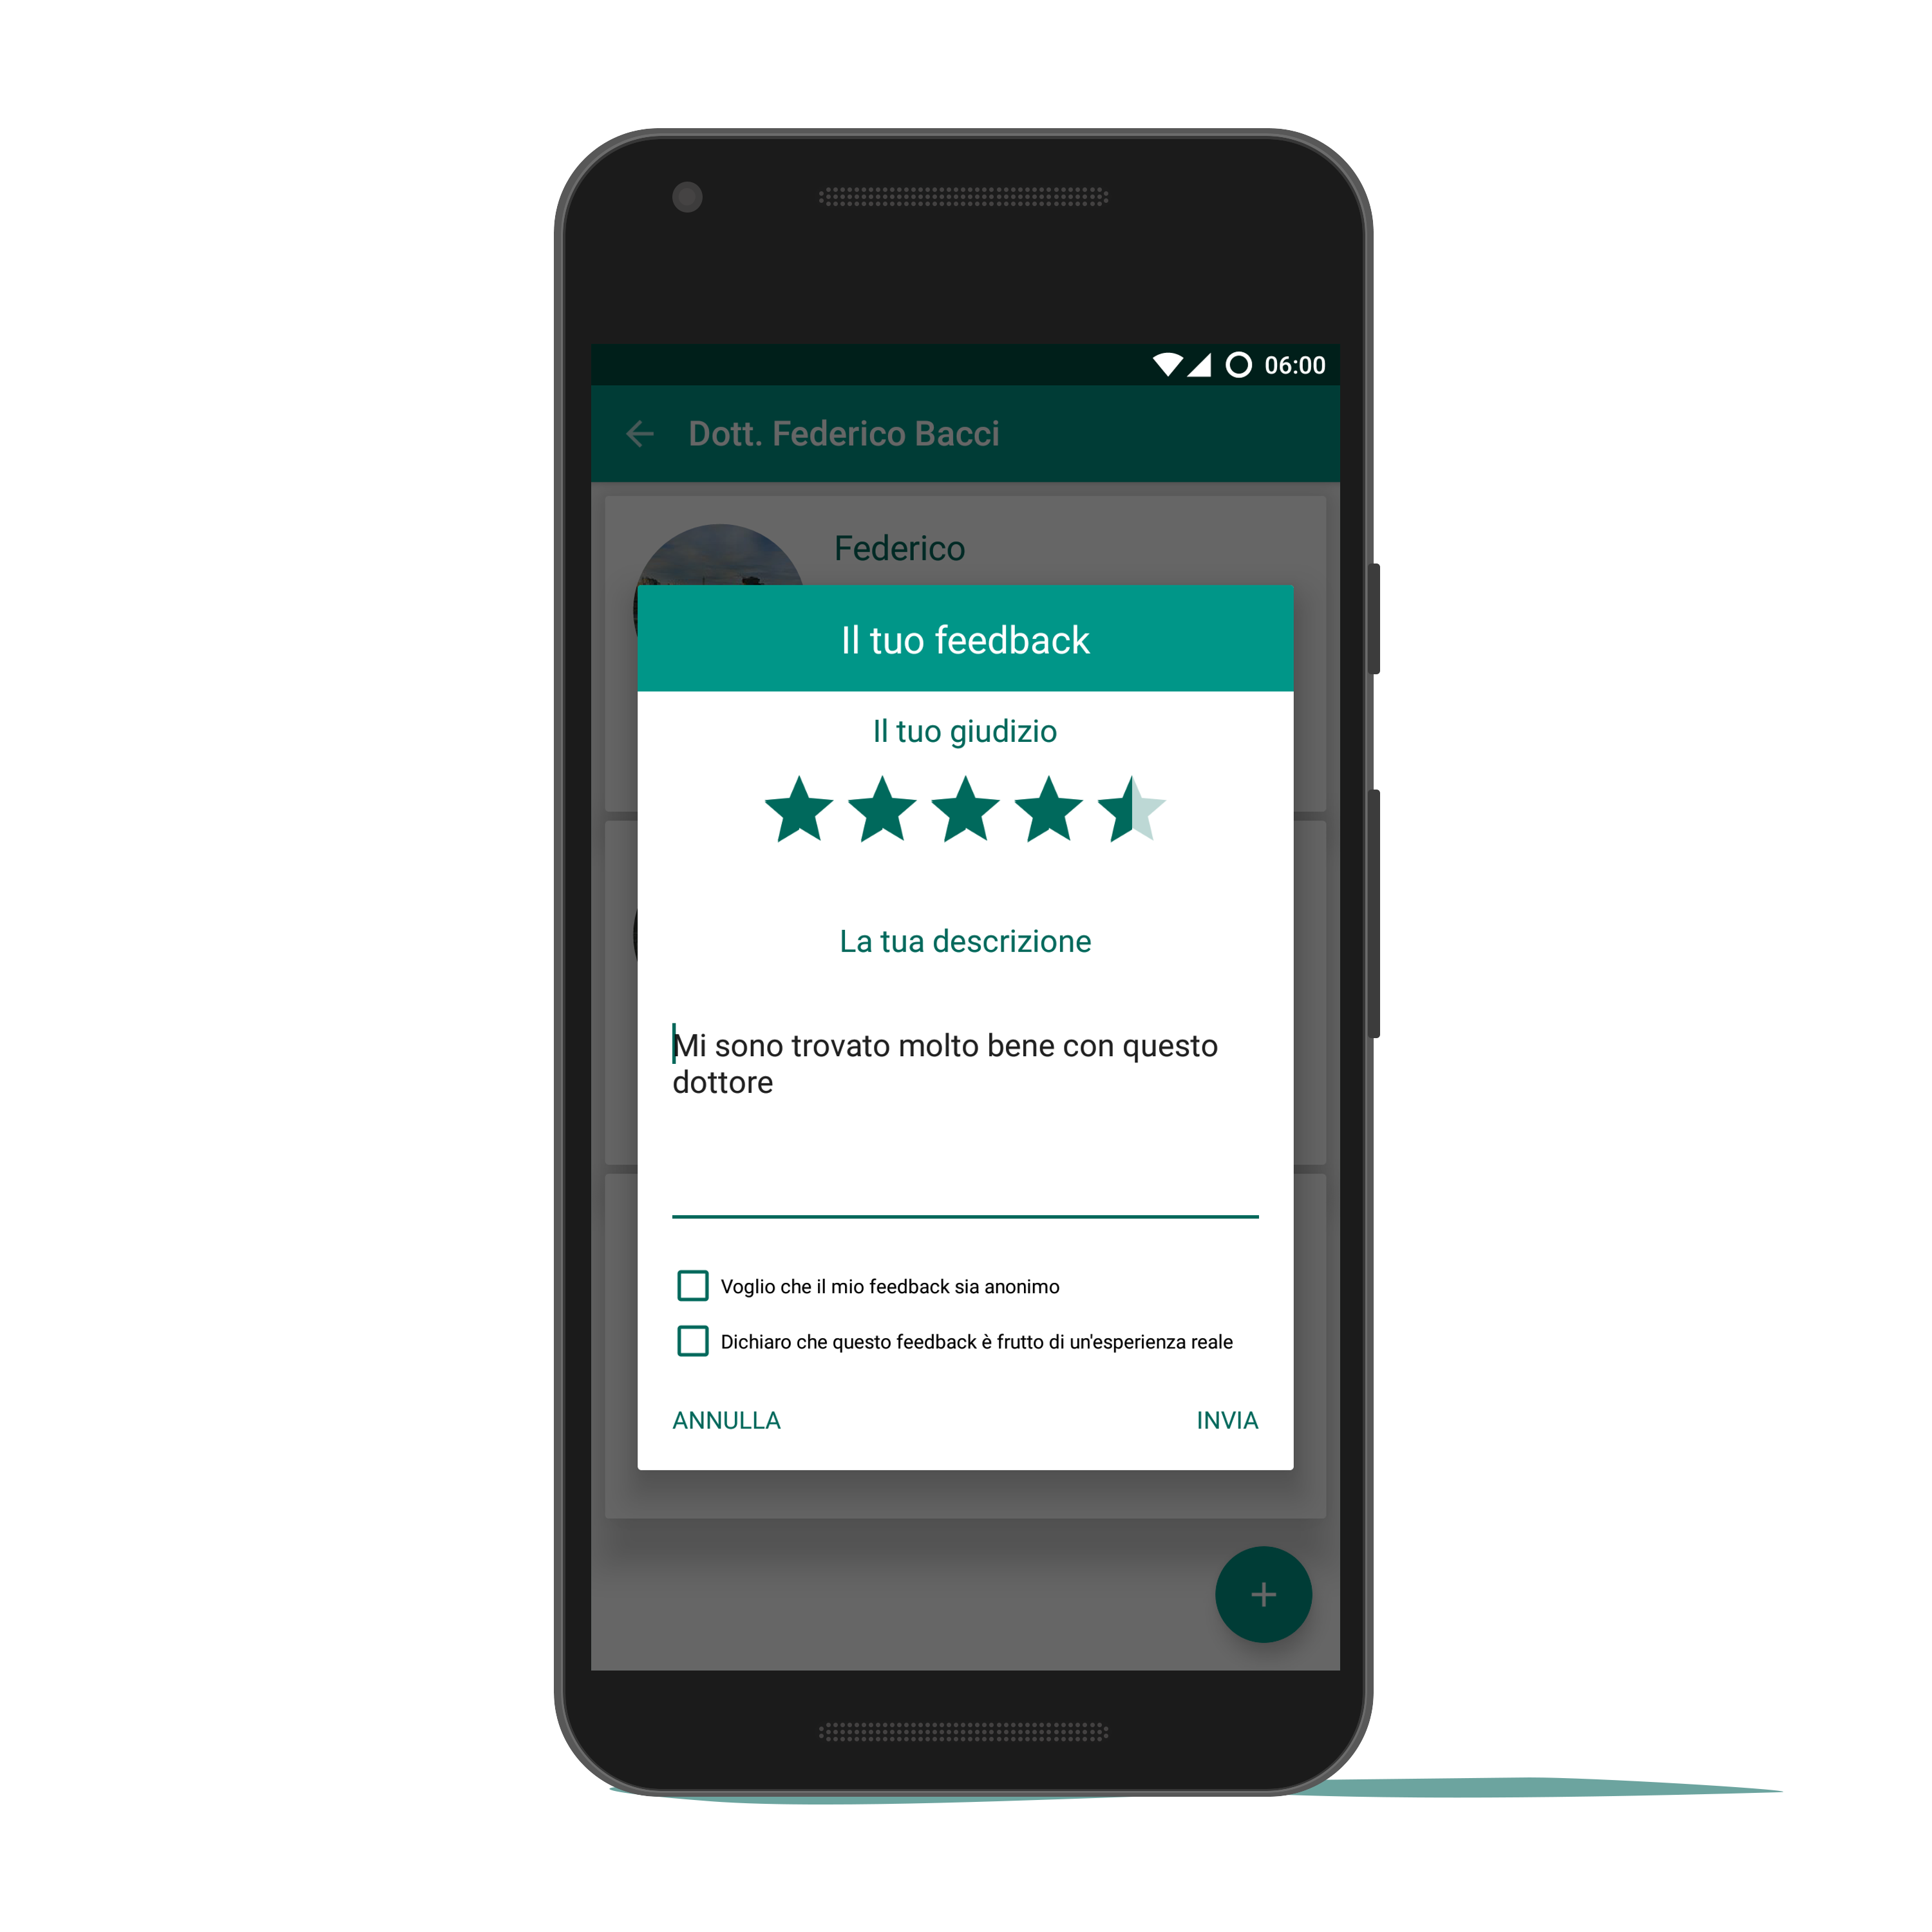 06:00
Dott. Federico Bacci
Federico
Il tuo feedback
Il tuo giudizio
La tua descrizione
Mi sono trovato molto bene con questo
dottore
Voglio che il mio feedback sia anonimo
Dichiaro che questo feedback è frutto di un'esperienza reale
ANNULLA
INVIA